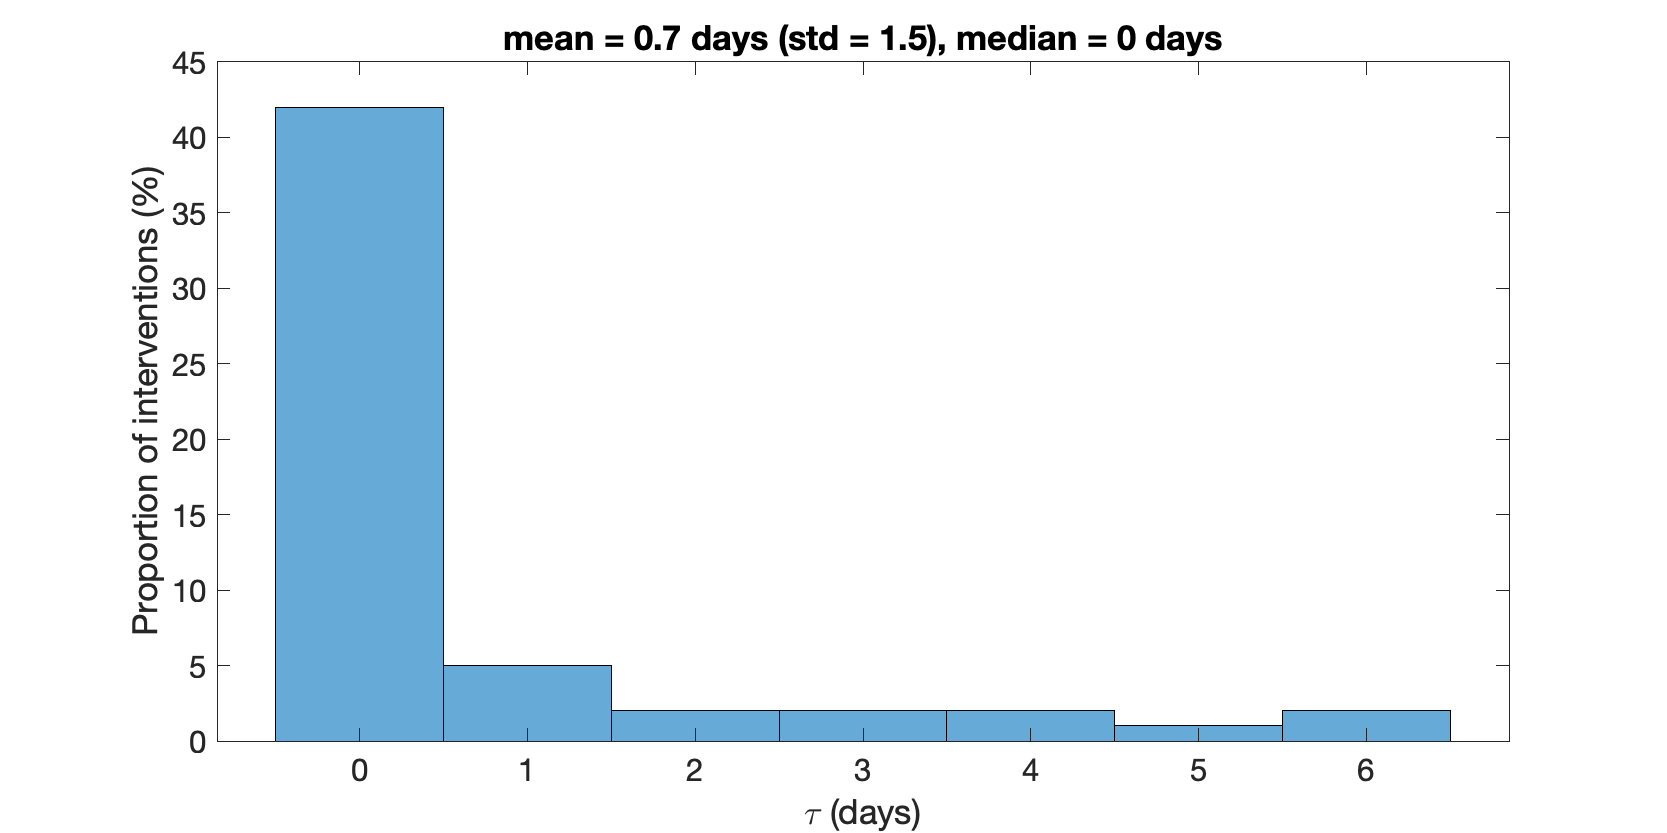 mean = 0.7 days (std = 1.5), median = 0 days
Proportion of interventions (%)
45
40
35
30
25
20
15
10
5
0
0 1 2 3 4 5 6
τ (days)